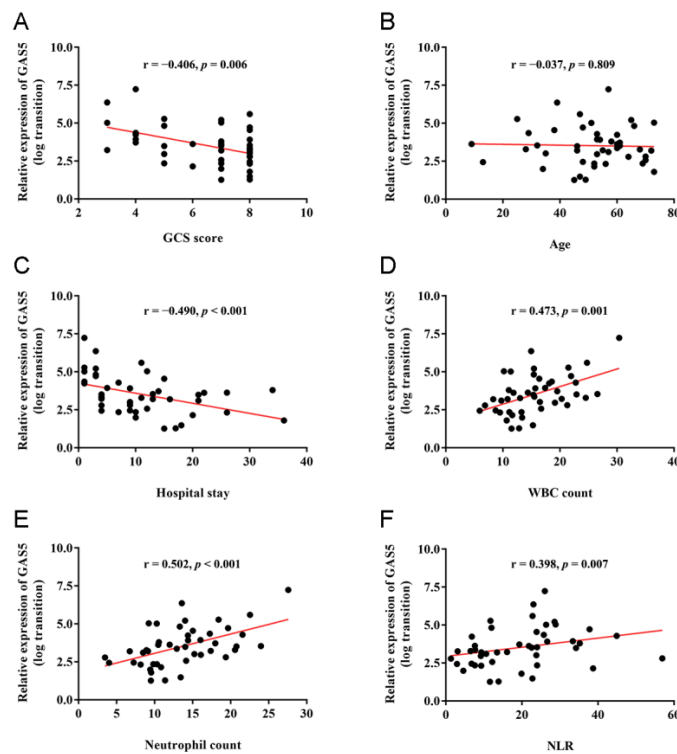 A
Relative expression of GAS5
(log transition)
10.0
7.5
5.0
2.5
0.0
r = −0.406, p = 0.006
2 4 6 8 10
GCS score
B
Relative expression of GAS5
(log transition)
10.0
7.5
5.0
2.5
0.0
r = −0.037, p = 0.809
0 20 40 60 80
Age
C
Relative expression of GAS5
(log transition)
10.0
7.5
5.0
2.5
0.0
r = −0.490, p < 0.001
0 10 20 30 40
Hospital stay
D
Relative expression of GAS5
(log transition)
10.0
7.5
5.0
2.5
0.0
r = 0.473, p = 0.001
0 10 20 30 40
WBC count
E
Relative expression of GAS5
(log transition)
10.0
7.5
5.0
2.5
0.0
r = 0.502, p < 0.001
0 5 10 15 20 25 30
Neutrophil count
F
Relative expression of GAS5
(log transition)
10.0
7.5
5.0
2.5
0.0
r = 0.398, p = 0.007
0 20 40 60
NLR